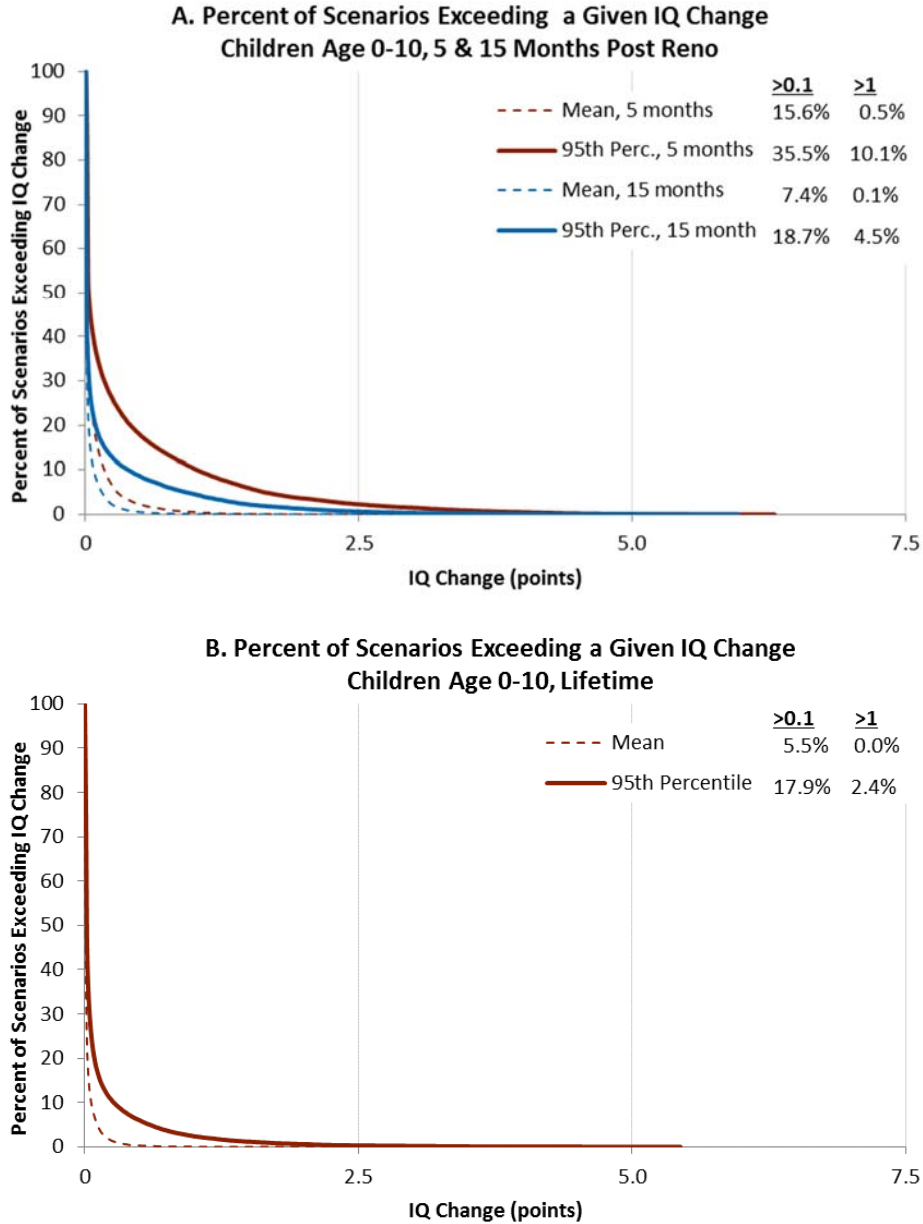 A. Percent of Scenarios Exceeding a Given IQ Change
Children Age 0-10, 5 & 15 Months Post Reno
Percent of Scenarios Exceeding IQ Change
100
90
80
70
60
50
40
30
20
10
0
>0.1 >1
Mean, 5 months 15.6% 0.5%
95th Perc., 5 months 35.5% 10.1%
Mean, 15 months 7.4% 0.1%
95th Perc., 15 month 18.7% 4.5%
0 2.5 5.0 7.5
IQ Change (points)
B. Percent of Scenarios Exceeding a Given IQ Change
Children Age 0-10, Lifetime
Percent of Scenarios Exceeding IQ Change
100
90
80
70
60
50
40
30
20
10
0
>0.1 >1
Mean 5.5% 0.0%
95th Percentile 17.9% 2.4%
0 2.5 5.0 7.5
IQ Change (points)